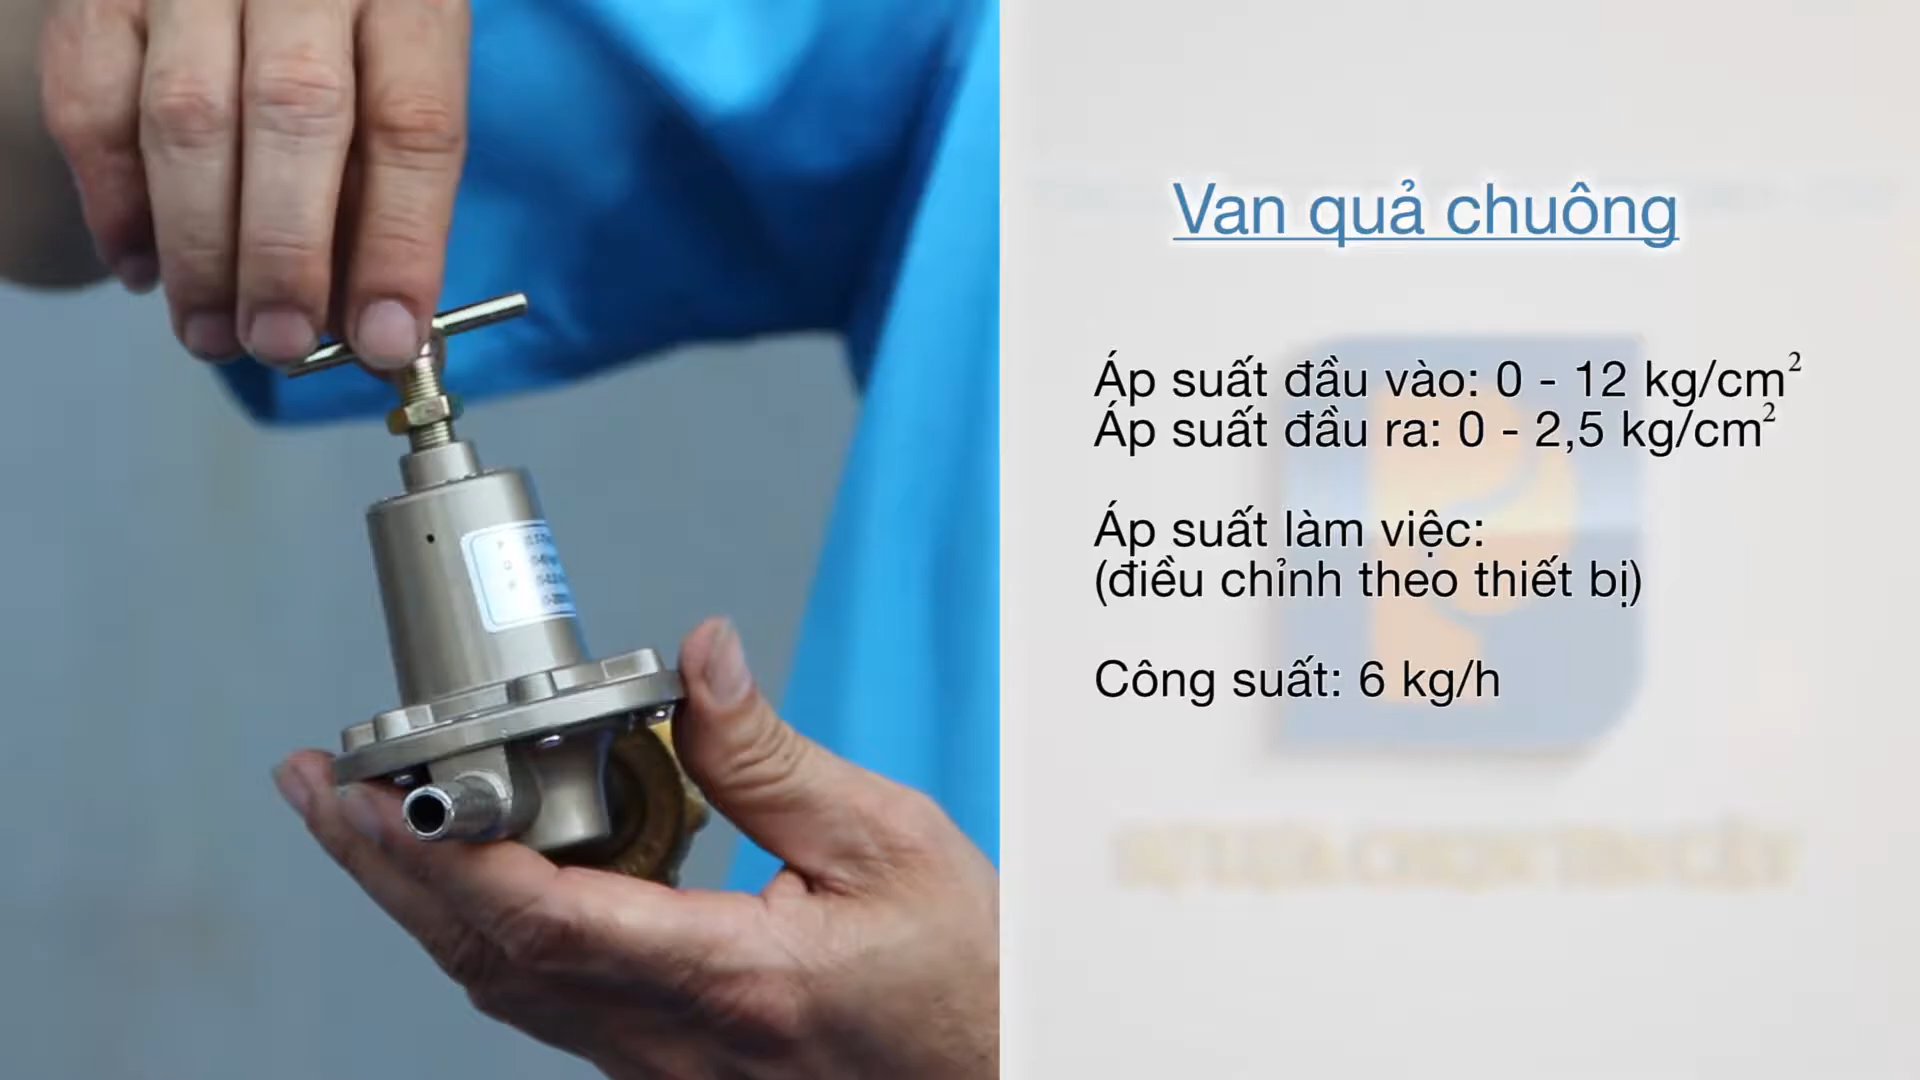 Van quả chuông
Áp suất đầu vào: 0 - 12 kg/cm²
Áp suất đầu ra: 0 - 2,5 kg/cm²
Áp suất làm việc:
(điều chỉnh theo thiết bị)
Công suất: 6 kg/h